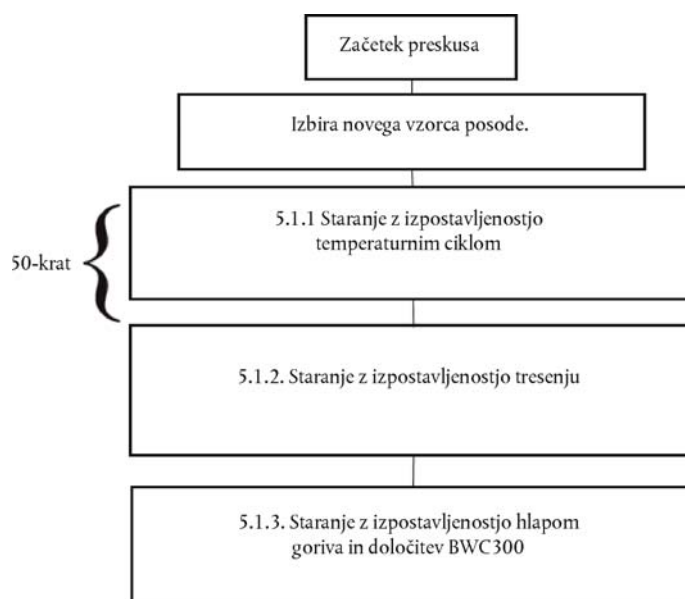 Začetek preskusa
Izbira novega vzorca posode.
5.1.1 Staranje z izpostavljenostjo
temperaturnim ciklom
50-krat
5.1.2. Staranje z izpostavljenostjo tresenju
5.1.3. Staranje z izpostavljenostjo hlapom
goriva in določitev BWC300